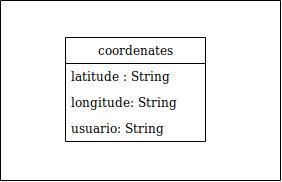 coordenates
latitude : String
longitude: String
usuario: String